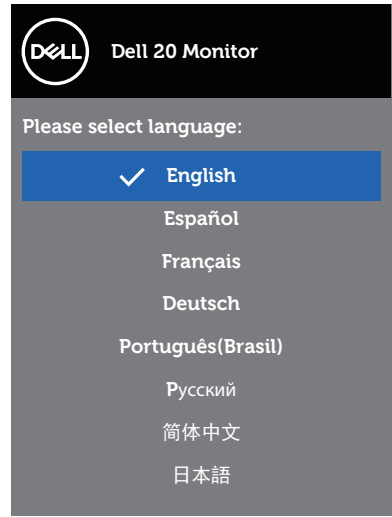 DELL
Dell 20 Monitor
Please select language:
English
Español
Français
Deutsch
Português(Brasil)
Русский
简体中文
日本語